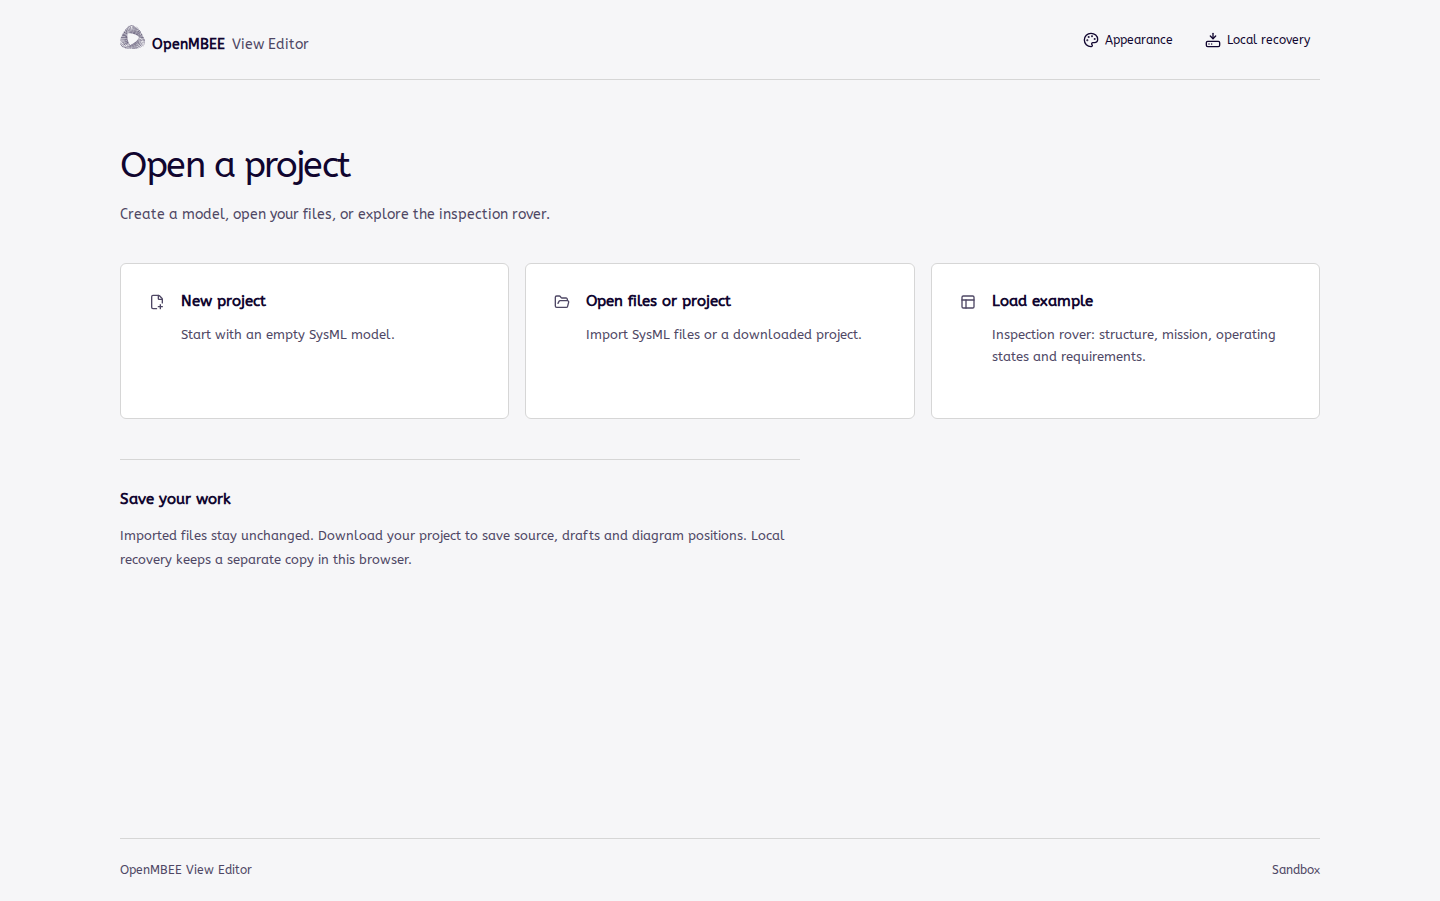 OpenMBEE View Editor
Appearance
Local recovery
Open a project
Create a model, open your files, or explore the inspection rover.
New project
Start with an empty SysML model.
Open files or project
Import SysML files or a downloaded project.
Load example
Inspection rover: structure, mission, operating
states and requirements.
Save your work
Imported files stay unchanged. Download your project to save source, drafts and diagram positions. Local
recovery keeps a separate copy in this browser.
OpenMBEE View Editor
Sandbox